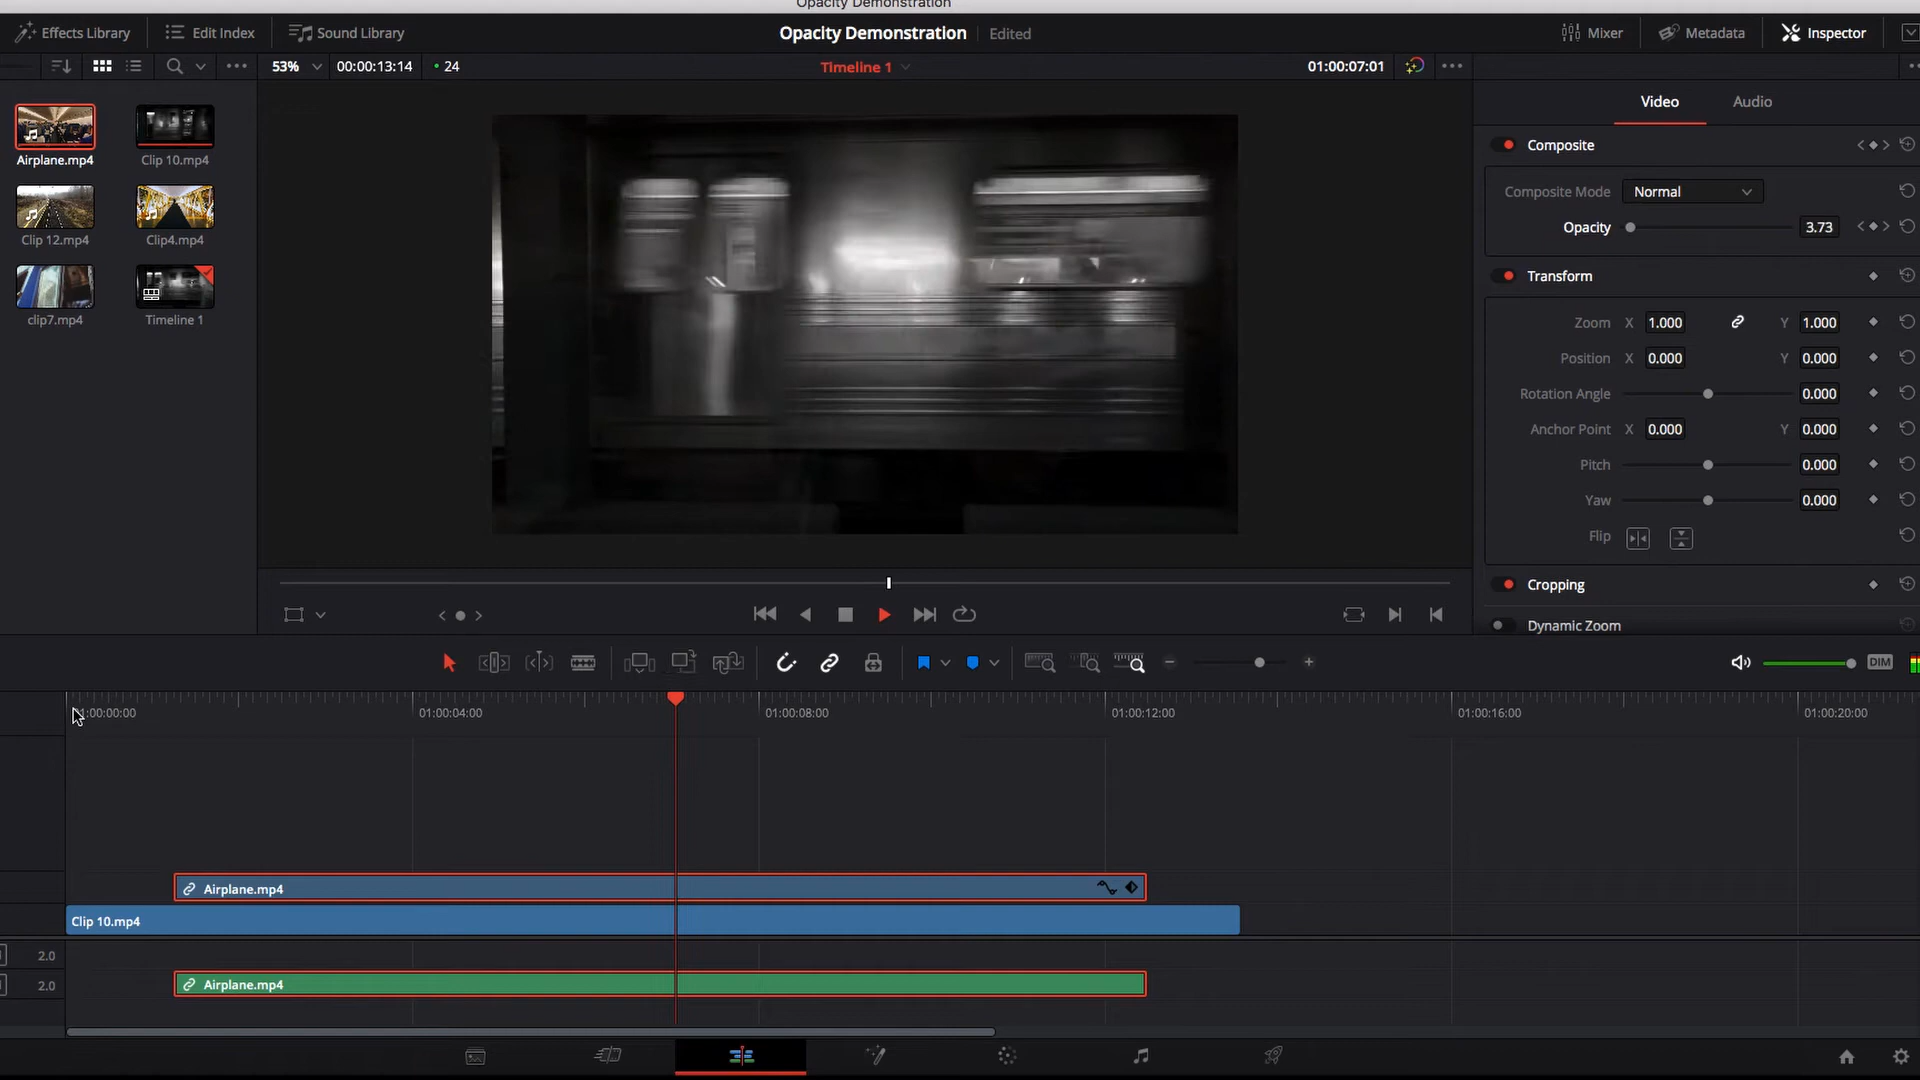 Opacity Demonstration
Effects Library
Edit Index
Sound Library
Opacity Demonstration
Edited
Mixer
Metadata
Inspector
53%
00:00:13:14
24
Timeline 1
01:00:07:01
Airplane.mp4
Clip 10.mp4
Clip 12.mp4
Clip4.mp4
clip7.mp4
Timeline 1
Video
Audio
Composite
Composite Mode Normal
Opacity 3.73
Transform
Zoom X 1.000 Y 1.000
Position X 0.000 Y 0.000
Rotation Angle 0.000
Anchor Point X 0.000 Y 0.000
Pitch 0.000
Yaw 0.000
Flip
Cropping
Dynamic Zoom
DIM
:00:00:00
01:00:04:00
01:00:08:00
01:00:12:00
01:00:16:00
01:00:20:00
Airplane.mp4
Clip 10.mp4
2.0
2.0 Airplane.mp4